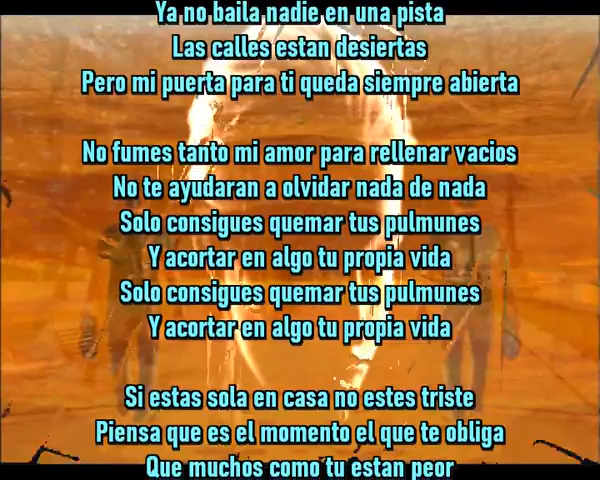 Ya no baila nadie en una pista
Las calles estan desiertas
Pero mi puerta para ti queda siempre abierta
No fumes tanto mi amor para rellenar vacios
No te ayudaran a olvidar nada de nada
Solo consigues quemar tus pulmunes
Y acortar en algo tu propia vida
Solo consigues quemar tus pulmunes
Y acortar en algo tu propia vida
Si estas sola en casa no estes triste
Piensa que es el momento el que te obliga
Que muchos como tu estan peor